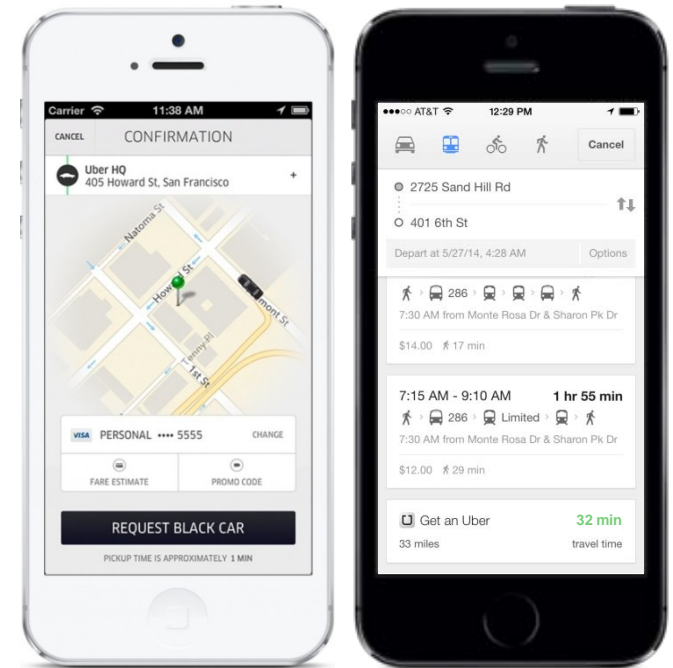 Carrier 11:38 AM
CANCEL CONFIRMATION
Uber HQ
405 Howard St, San Francisco +
Natoma St
Howard St
mont St
Tenny Pl
1st St
VISA PERSONAL •••• 5555 CHANGE
FARE ESTIMATE PROMO CODE
REQUEST BLACK CAR
PICKUP TIME IS APPROXIMATELY 1 MIN
AT&T 12:29 PM
Cancel
2725 Sand Hill Rd
401 6th St
Depart at 5/27/14, 4:28 AM Options
286
7:30 AM from Monte Rosa Dr & Sharon Pk Dr
$14.00 17 min
7:15 AM - 9:10 AM 1 hr 55 min
286 Limited
7:30 AM from Monte Rosa Dr & Sharon Pk Dr
$12.00 29 min
U Get an Uber 32 min
33 miles travel time